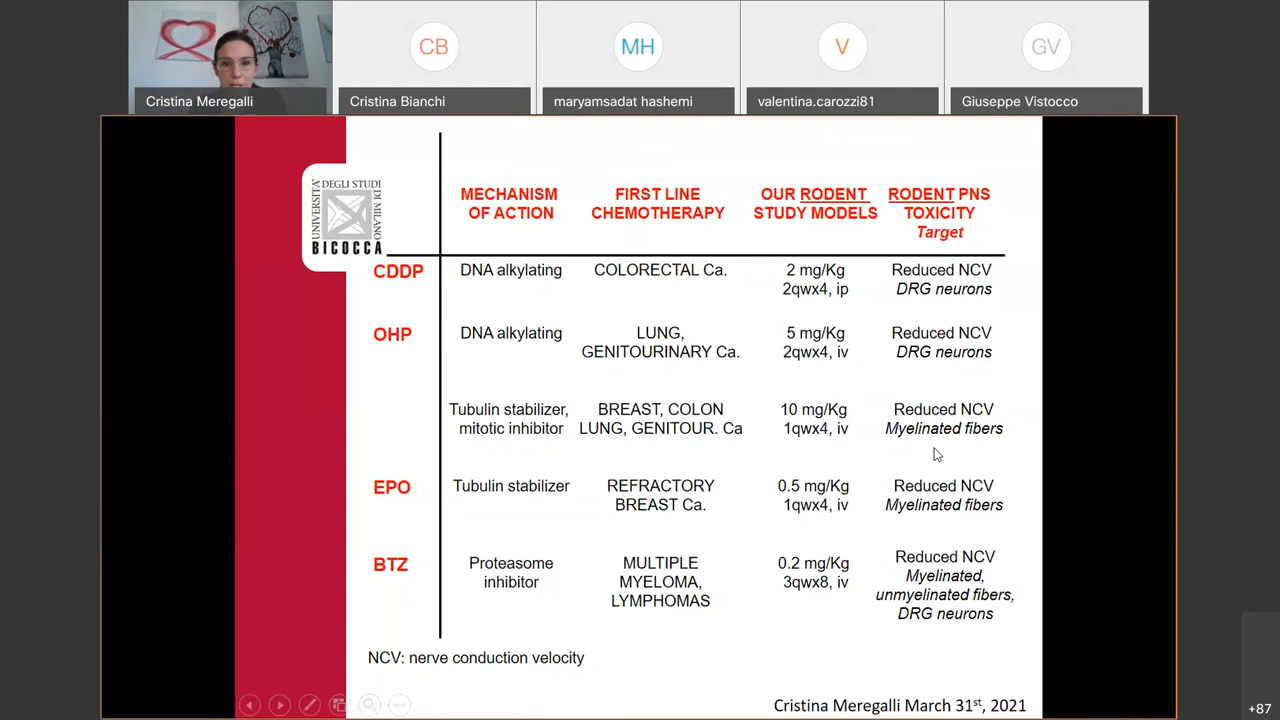 CB
MH
V
GV
Cristina Meregalli
Cristina Bianchi
maryamsadat hashemi
valentina.carozzi81
Giuseppe Vistocco
UNIVERSITA'
DEGLI STUDI
DI MILANO
BICOCCA
MECHANISM
OF ACTION
FIRST LINE
CHEMOTHERAPY
OUR RODENT
STUDY MODELS
RODENT PNS
TOXICITY
Target
CDDP
DNA alkylating
COLORECTAL Ca.
2 mg/Kg
2qwx4, ip
Reduced NCV
DRG neurons
OHP
DNA alkylating
LUNG,
GENITOURINARY Ca.
5 mg/Kg
2qwx4, iv
Reduced NCV
DRG neurons
Tubulin stabilizer,
mitotic inhibitor
BREAST, COLON
LUNG, GENITOUR. Ca
10 mg/Kg
1qwx4, iv
Reduced NCV
Myelinated fibers
EPO
Tubulin stabilizer
REFRACTORY
BREAST Ca.
0.5 mg/Kg
1qwx4, iv
Reduced NCV
Myelinated fibers
BTZ
Proteasome
inhibitor
MULTIPLE
MYELOMA,
LYMPHOMAS
0.2 mg/Kg
3qwx8, iv
Reduced NCV
Myelinated,
unmyelinated fibers,
DRG neurons
NCV: nerve conduction velocity
Cristina Meregalli March 31st, 2021
+87